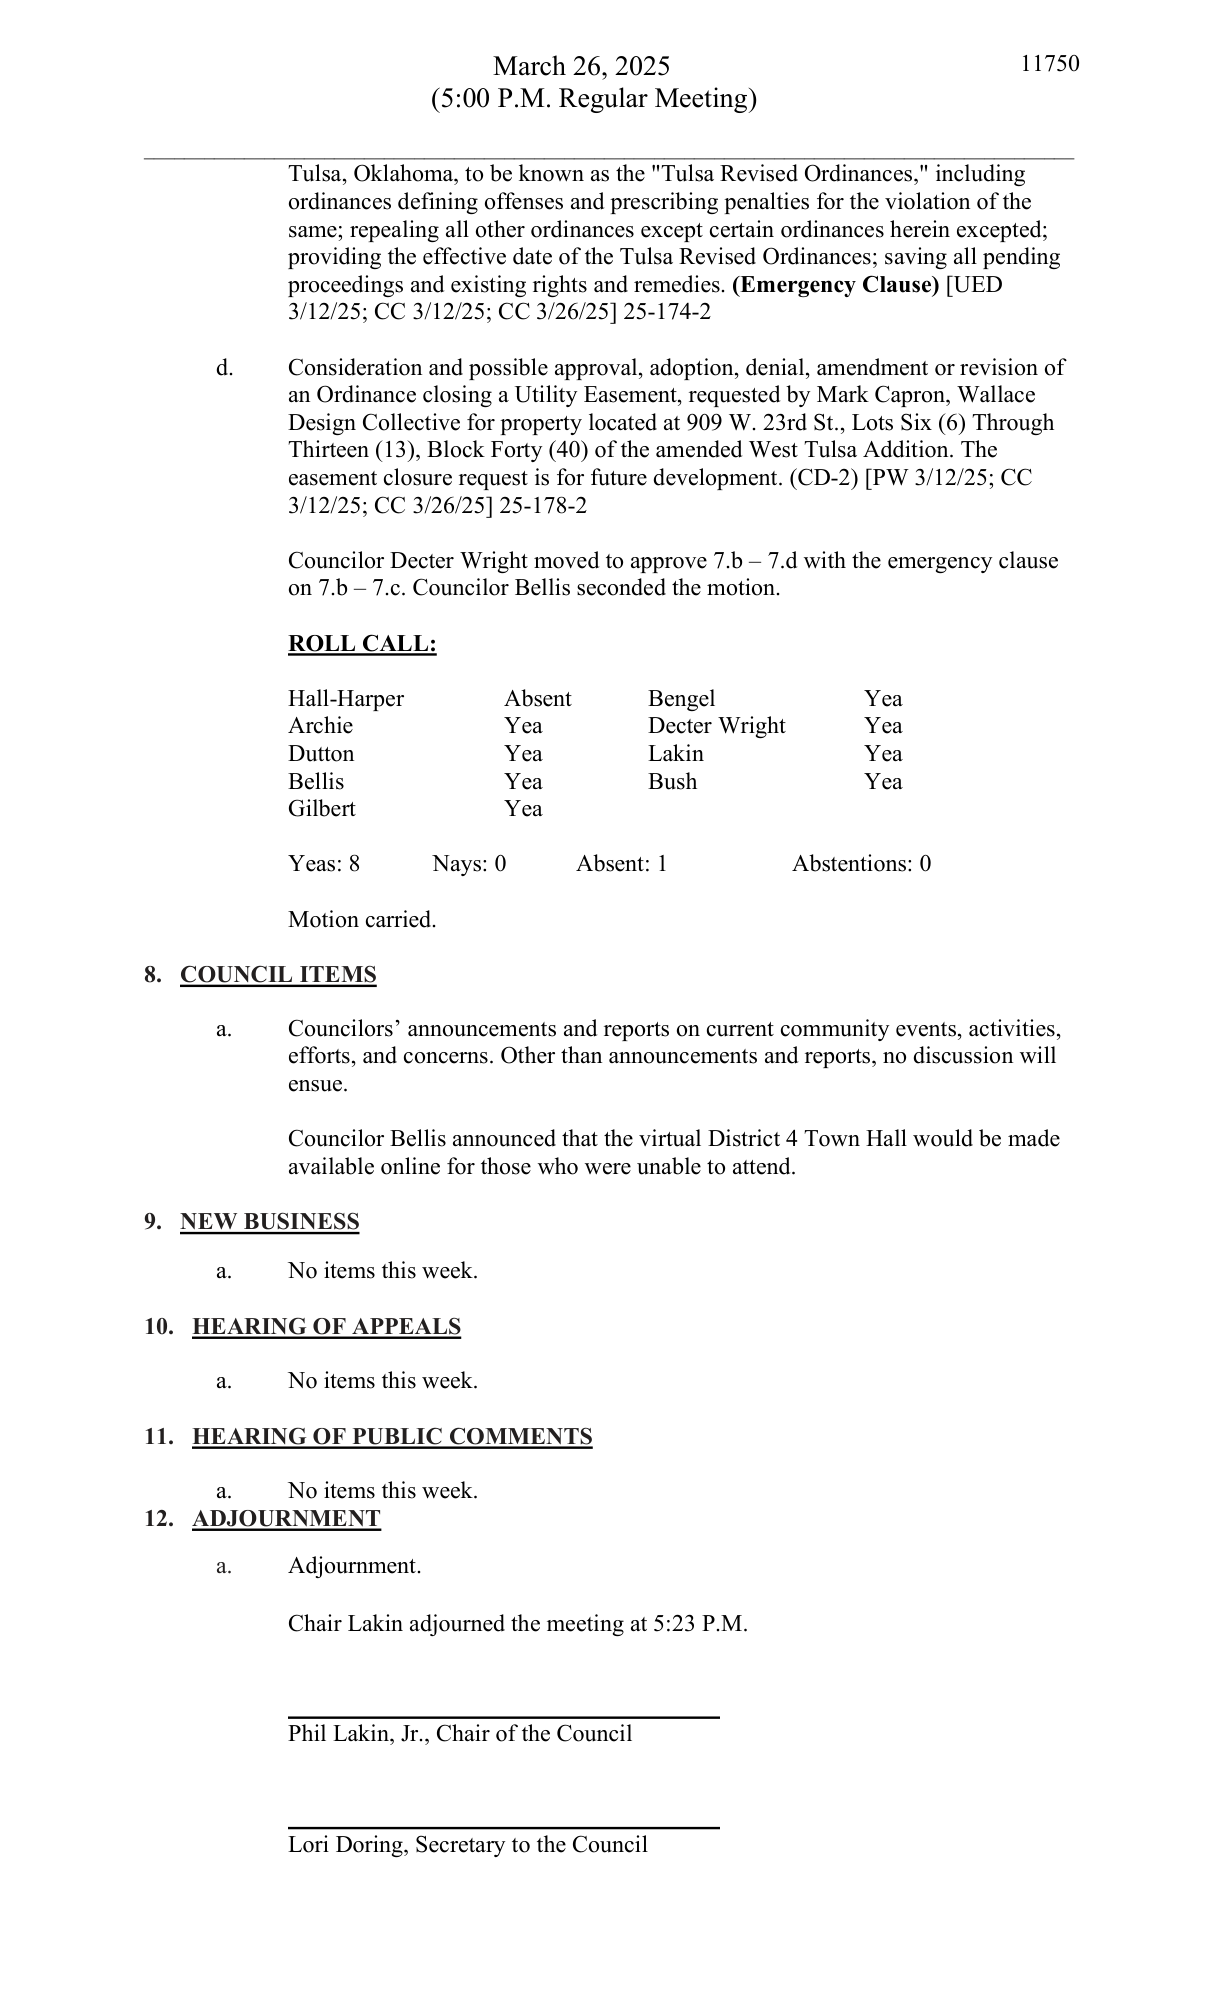 March 26, 2025
11750
(5:00 P.M. Regular Meeting)
Tulsa, Oklahoma, to be known as the "Tulsa Revised Ordinances," including
ordinances defining offenses and prescribing penalties for the violation of the
same; repealing all other ordinances except certain ordinances herein excepted;
providing the effective date of the Tulsa Revised Ordinances; saving all pending
proceedings and existing rights and remedies. (Emergency Clause) [UED
3/12/25; CC 3/12/25; CC 3/26/25] 25-174-2
d. Consideration and possible approval, adoption, denial, amendment or revision of
an Ordinance closing a Utility Easement, requested by Mark Capron, Wallace
Design Collective for property located at 909 W. 23rd St., Lots Six (6) Through
Thirteen (13), Block Forty (40) of the amended West Tulsa Addition. The
easement closure request is for future development. (CD-2) [PW 3/12/25; CC
3/12/25; CC 3/26/25] 25-178-2
Councilor Decter Wright moved to approve 7.b – 7.d with the emergency clause
on 7.b – 7.c. Councilor Bellis seconded the motion.
ROLL CALL:
Hall-Harper Absent Bengel Yea
Archie Yea Decter Wright Yea
Dutton Yea Lakin Yea
Bellis Yea Bush Yea
Gilbert Yea
Yeas: 8 Nays: 0 Absent: 1 Abstentions: 0
Motion carried.
8. COUNCIL ITEMS
a. Councilors’ announcements and reports on current community events, activities,
efforts, and concerns. Other than announcements and reports, no discussion will
ensue.
Councilor Bellis announced that the virtual District 4 Town Hall would be made
available online for those who were unable to attend.
9. NEW BUSINESS
a. No items this week.
10. HEARING OF APPEALS
a. No items this week.
11. HEARING OF PUBLIC COMMENTS
a. No items this week.
12. ADJOURNMENT
a. Adjournment.
Chair Lakin adjourned the meeting at 5:23 P.M.
Phil Lakin, Jr., Chair of the Council
Lori Doring, Secretary to the Council